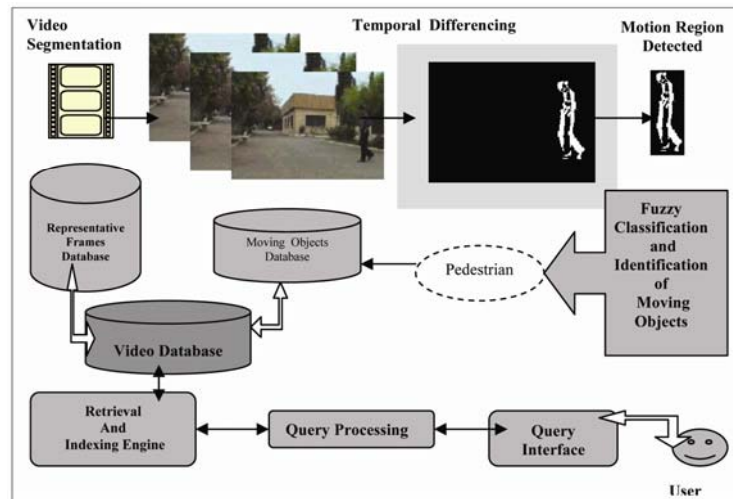 Video
Segmentation
Temporal Differencing
Motion Region
Detected
Representative
Frames
Database
Moving Objects
Database
Pedestrian
Fuzzy
Classification
and
Identification
of
Moving
Objects
Video Database
Retrieval
And
Indexing Engine
Query Processing
Query
Interface
User